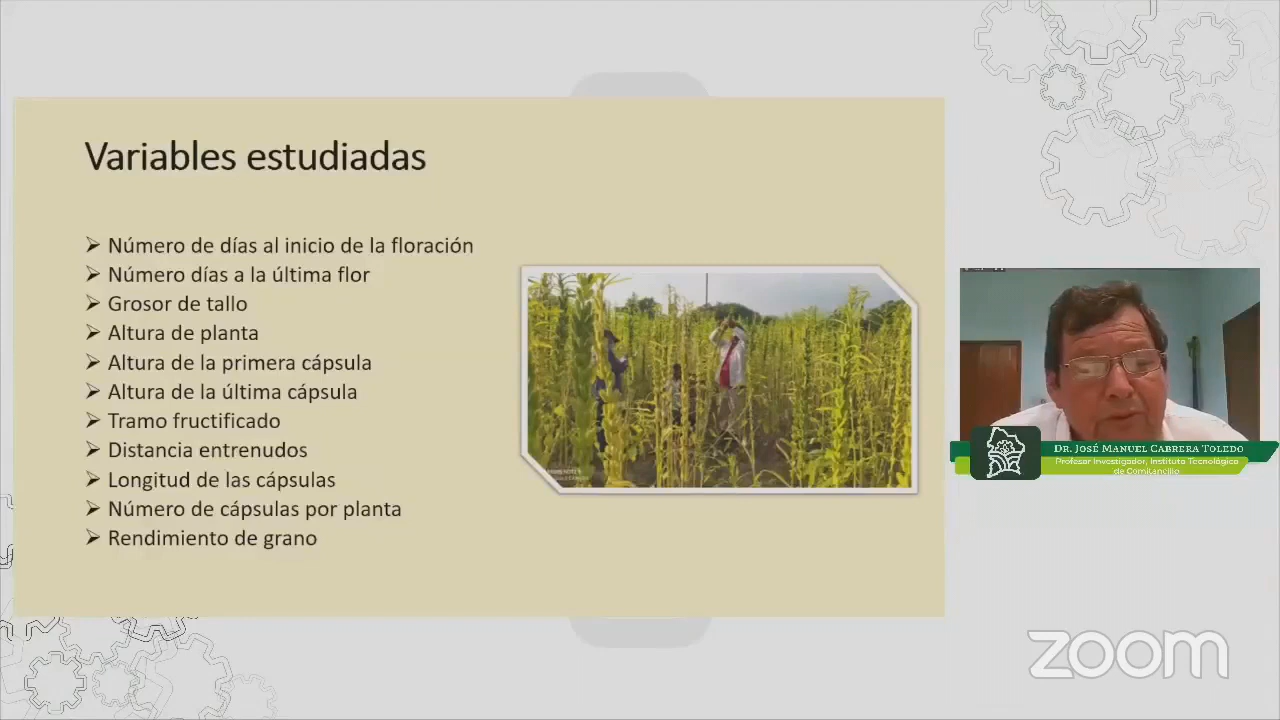 Variables estudiadas
➢ Número de días al inicio de la floración
➢ Número días a la última flor
➢ Grosor de tallo
➢ Altura de planta
➢ Altura de la primera cápsula
➢ Altura de la última cápsula
➢ Tramo fructificado
➢ Distancia entrenudos
➢ Longitud de las cápsulas
➢ Número de cápsulas por planta
➢ Rendimiento de grano
Dr. José Manuel Cabrera Toledo
Profesor Investigador, Instituto Tecnológico
de Comitancillo
zoom